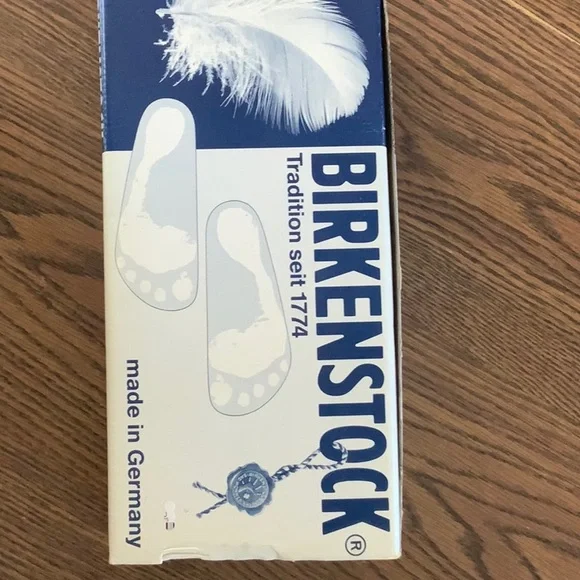 BIRKENSTOCK®
Tradition seit 1774
made in Germany